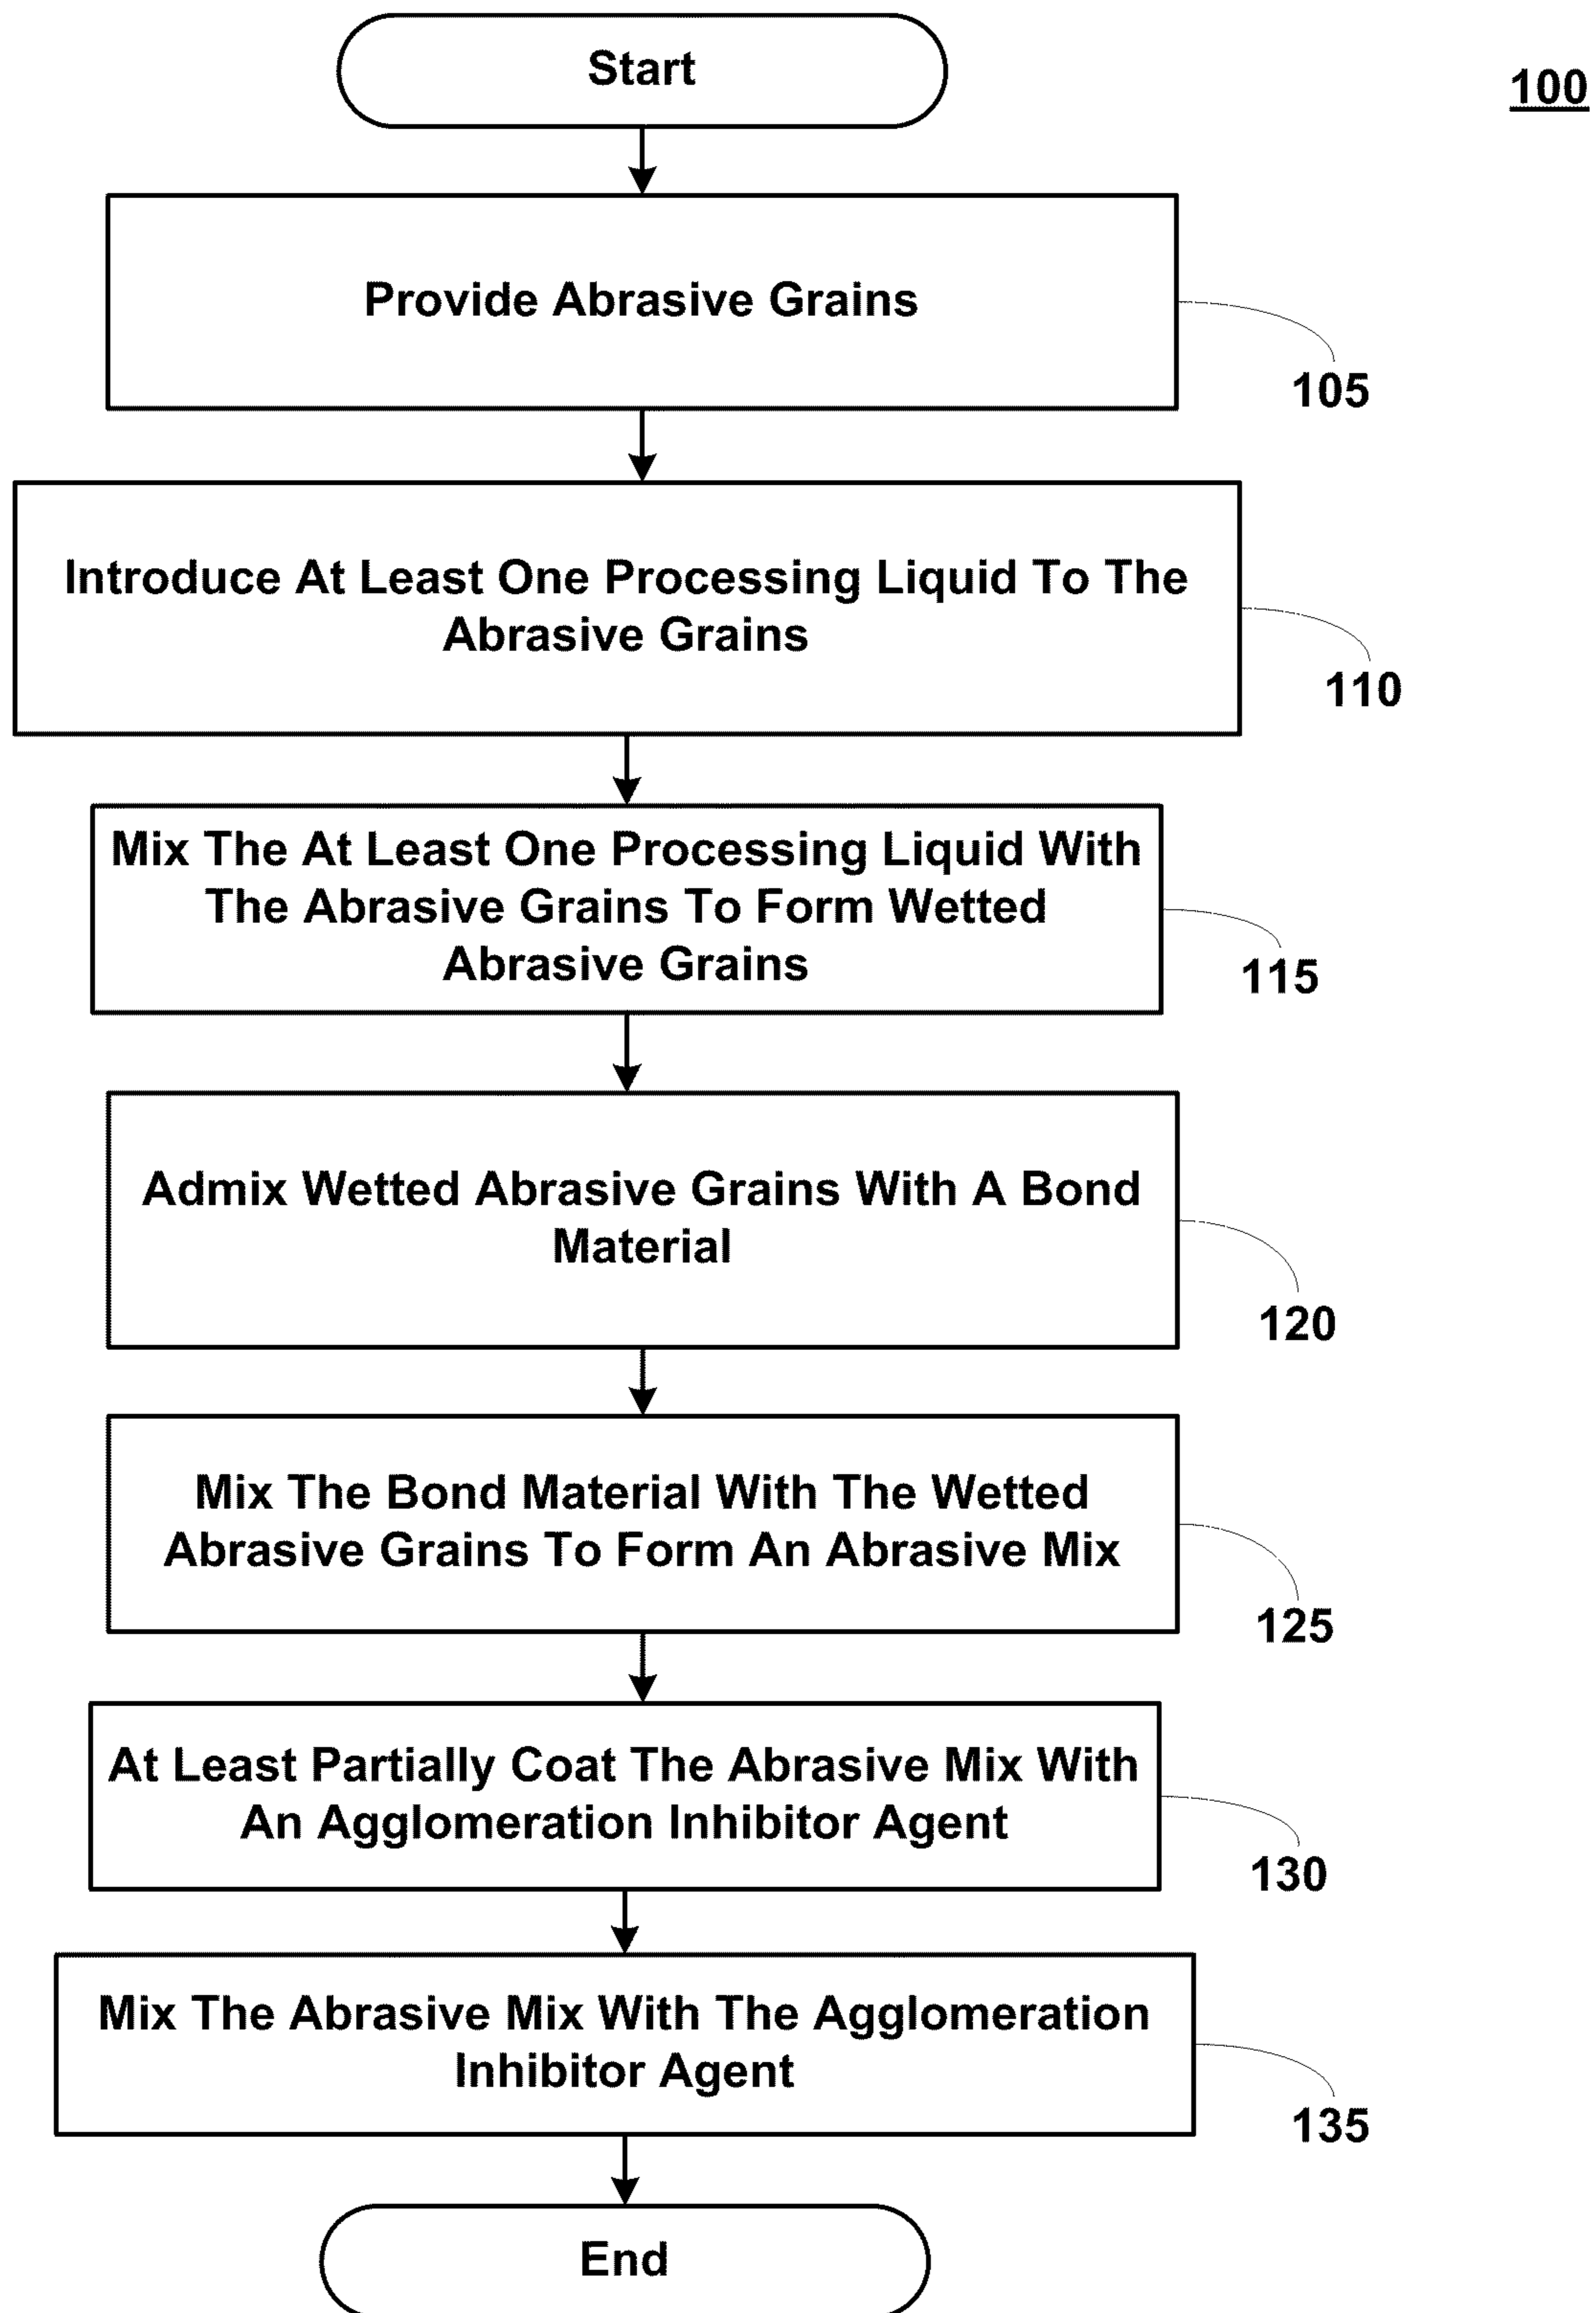 Start
100
Provide Abrasive Grains
105
Introduce At Least One Processing Liquid To The
Abrasive Grains
110
Mix The At Least One Processing Liquid With
The Abrasive Grains To Form Wetted
Abrasive Grains
115
Admix Wetted Abrasive Grains With A Bond
Material
120
Mix The Bond Material With The Wetted
Abrasive Grains To Form An Abrasive Mix
125
At Least Partially Coat The Abrasive Mix With
An Agglomeration Inhibitor Agent
130
Mix The Abrasive Mix With The Agglomeration
Inhibitor Agent
135
End